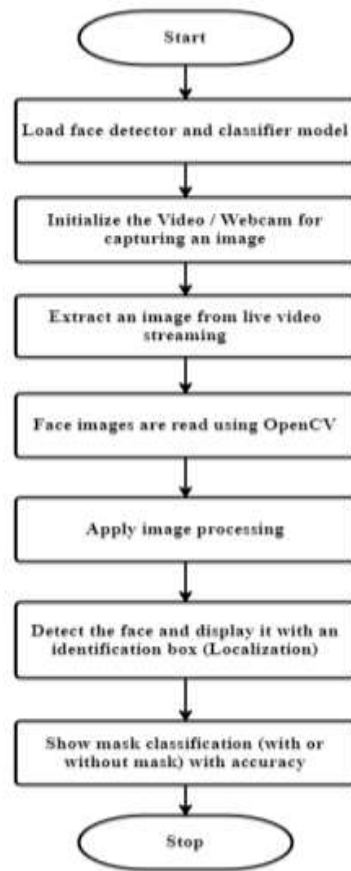 Start
Load face detector and classifier model
Initialize the Video / Webcam for
capturing an image
Extract an image from live video
streaming
Face images are read using OpenCV
Apply image processing
Detect the face and display it with an
identification box (Localization)
Show mask classification (with or
without mask) with accuracy
Stop